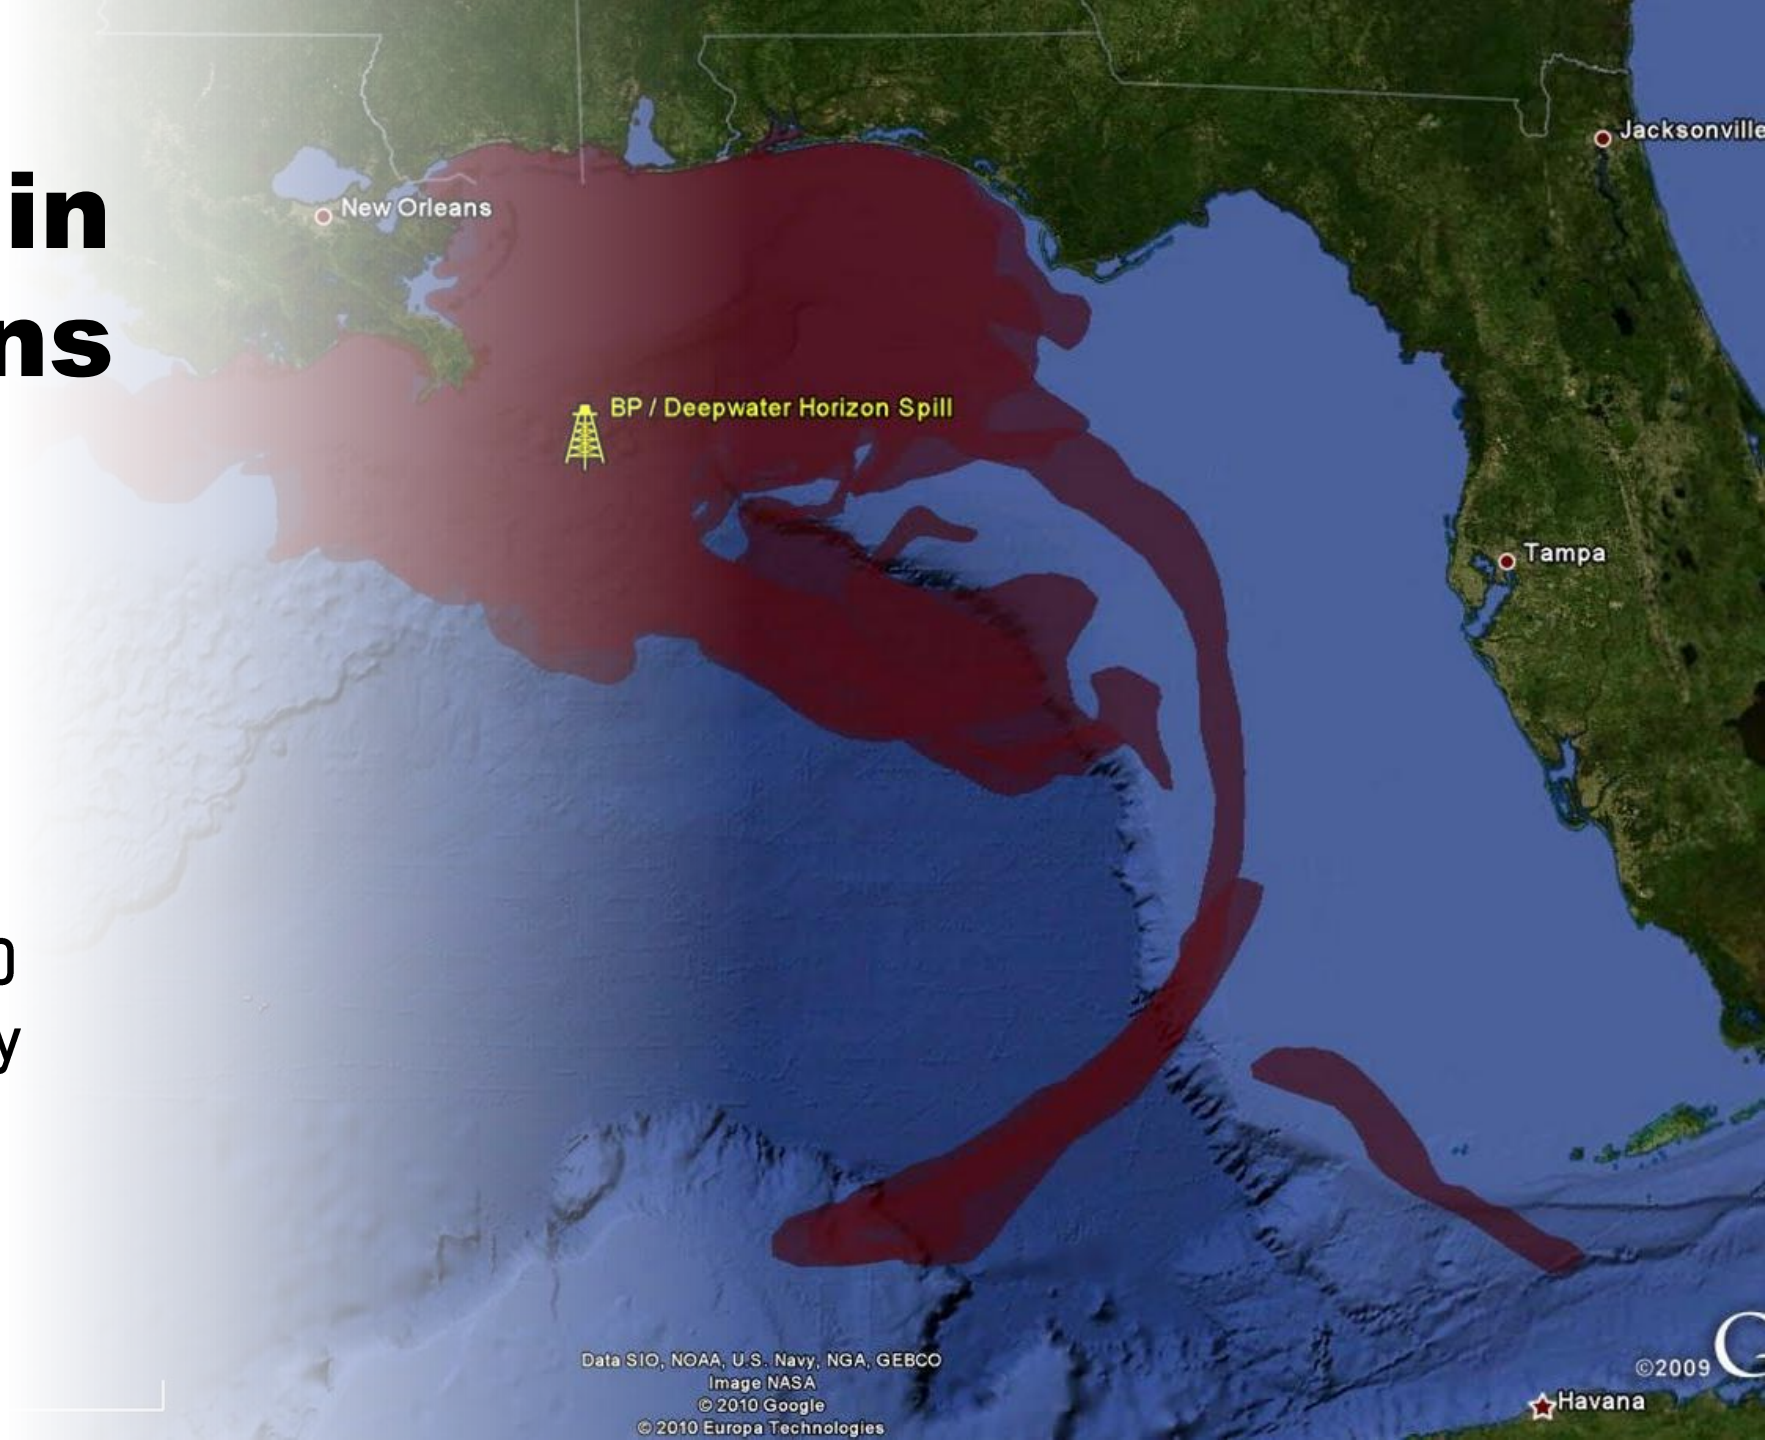 Jacksonville
in
New Orleans
ns
BP / Deepwater Horizon Spill
Tampa
y
Data SIO, NOAA, U.S. Navy, NGA, GEBCO
Image NASA
©2009
© 2010 Google
Havana
© 2010 Europa Technologies